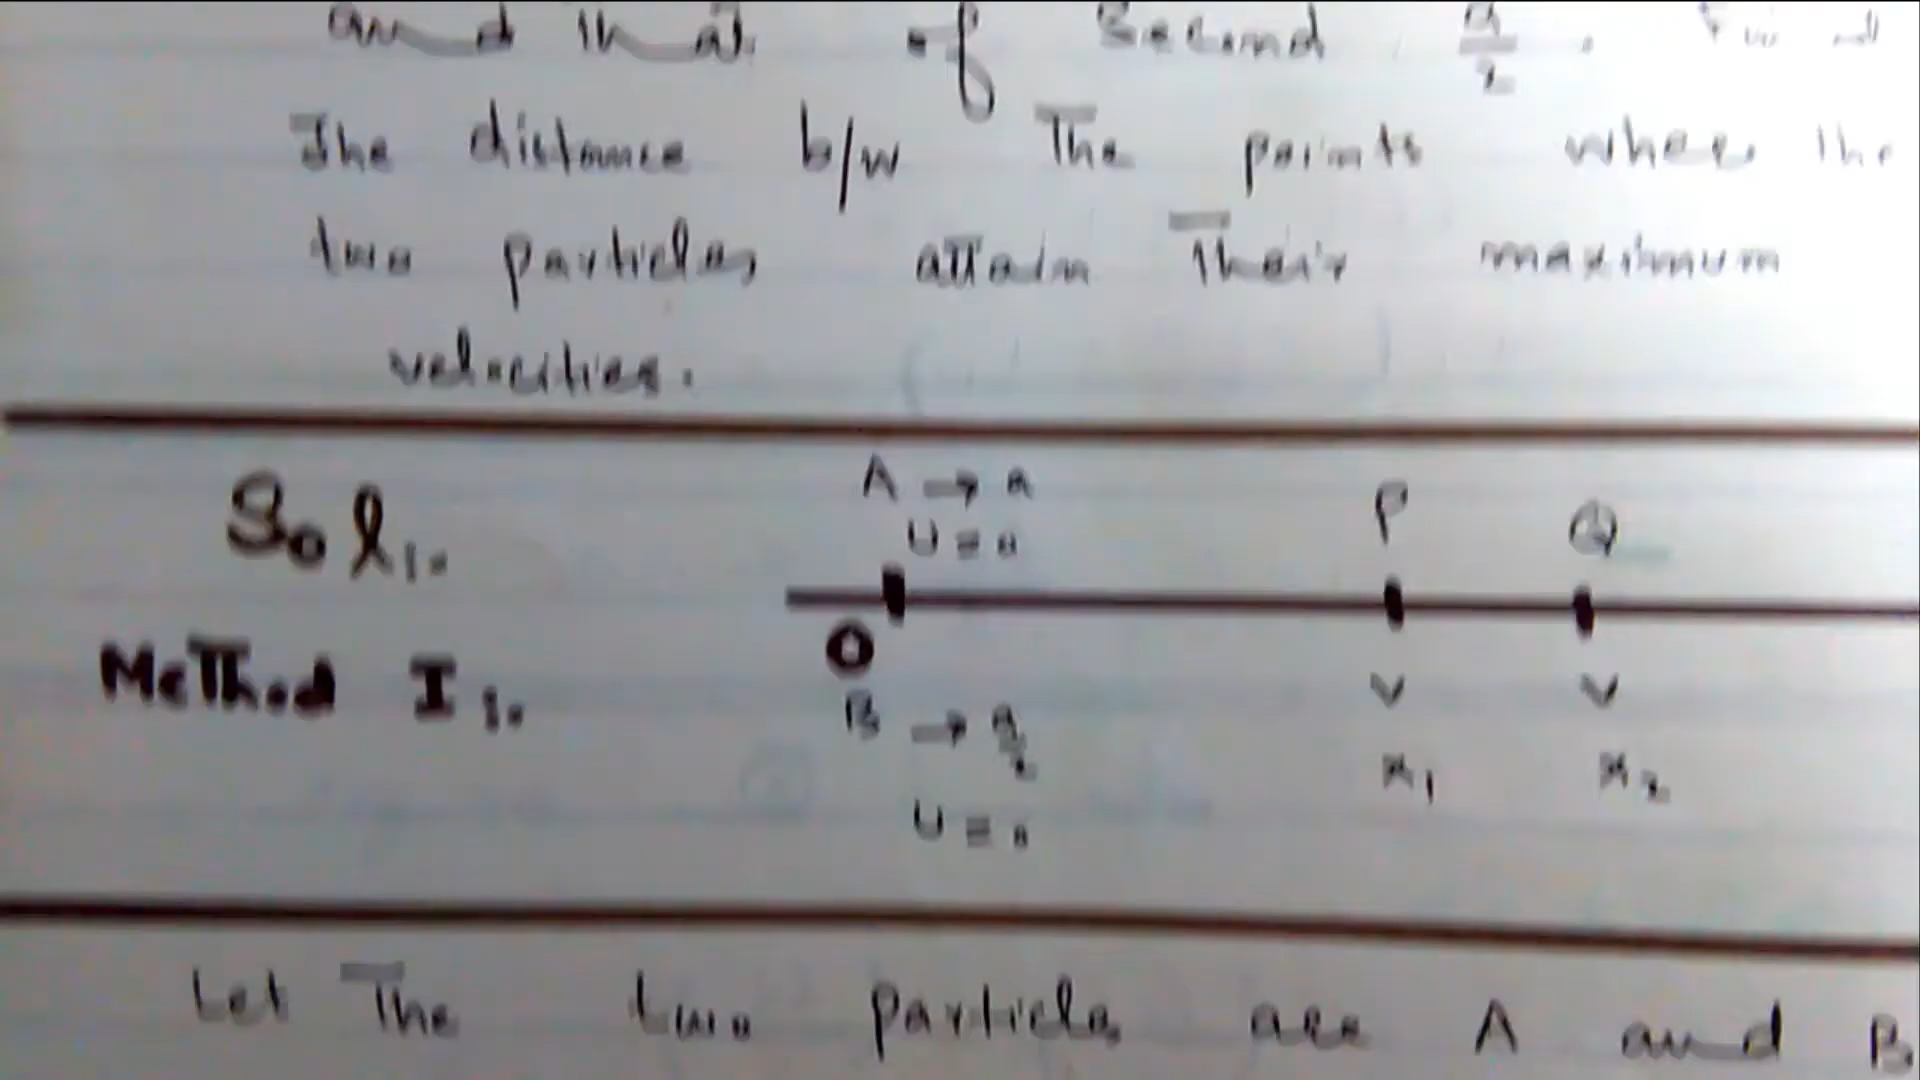 and that of second a/2. Find
The distance b/w The points where the
two particles attain Their maximum
velocities.
A → a
U = 0
P Q
Sol:.
O
Method I:.
B → a/2
V V
x1 x2
U = 0
Let The two particles are A and B